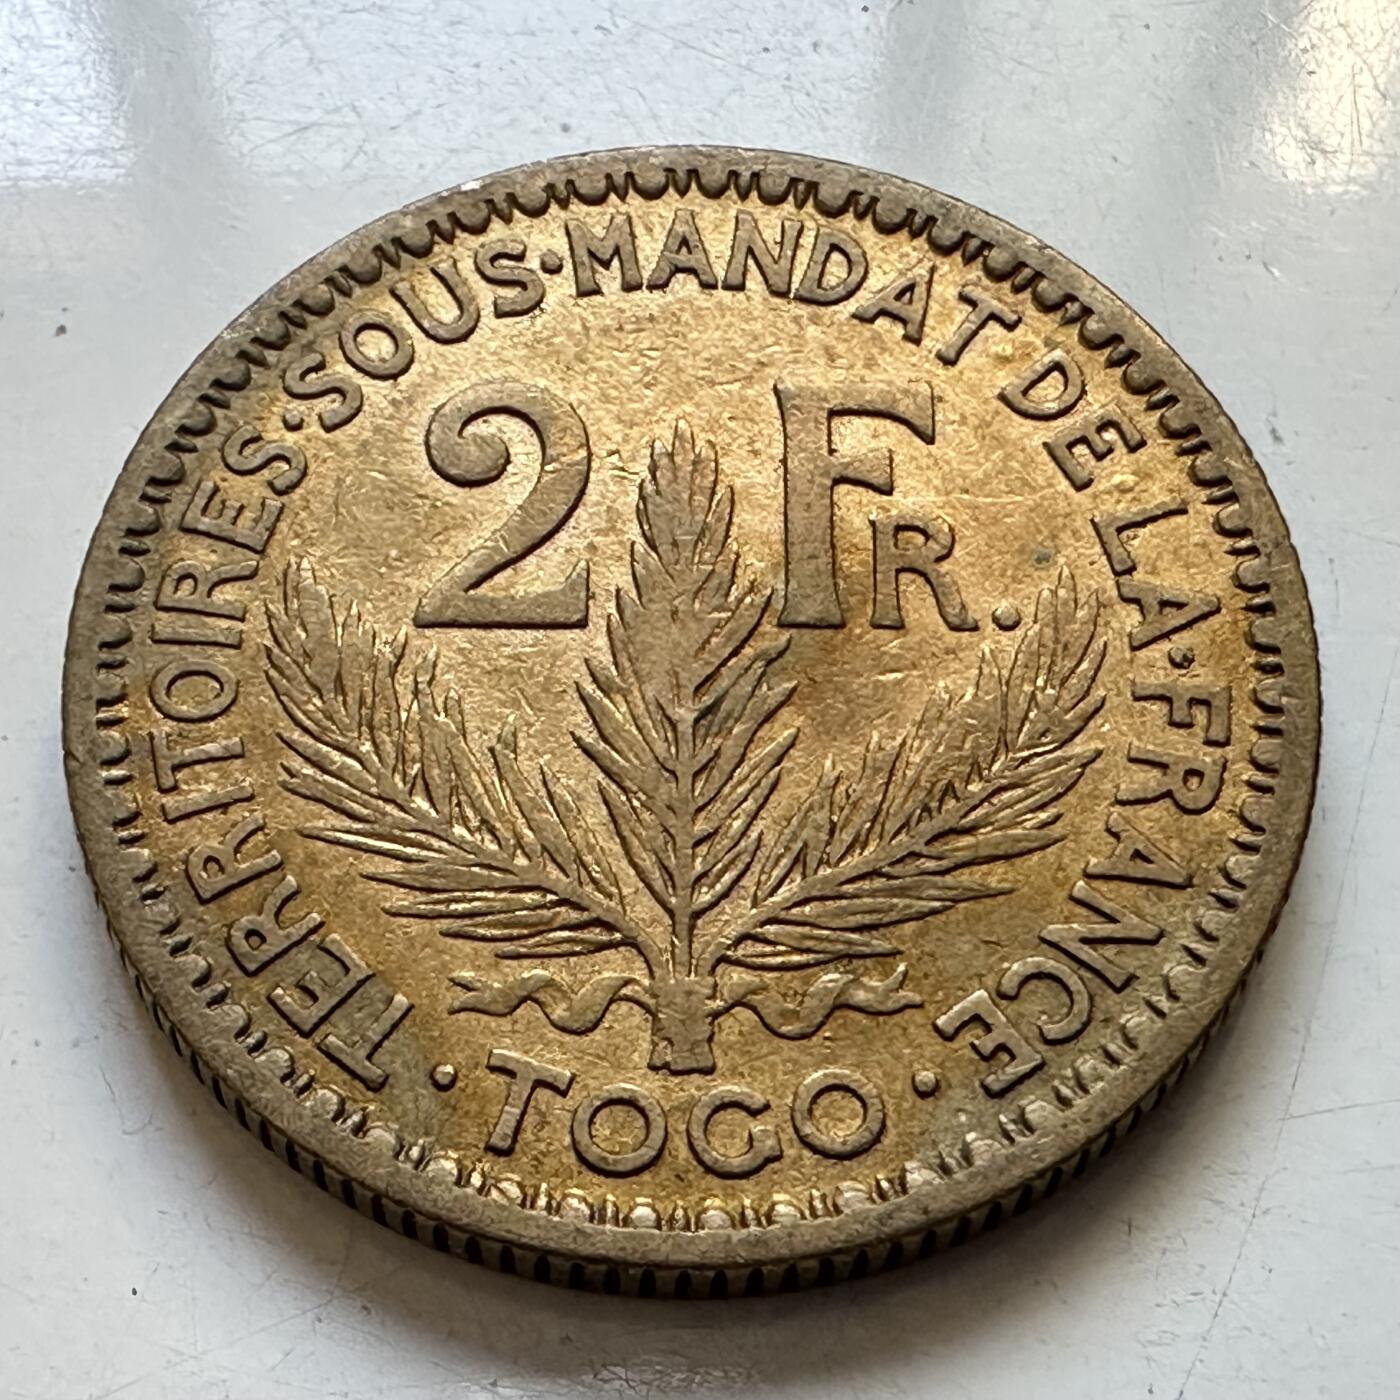 TERRITOIRES·SOUS·MANDAT DE LA·FRANCE
2 FR.
·TOGO·